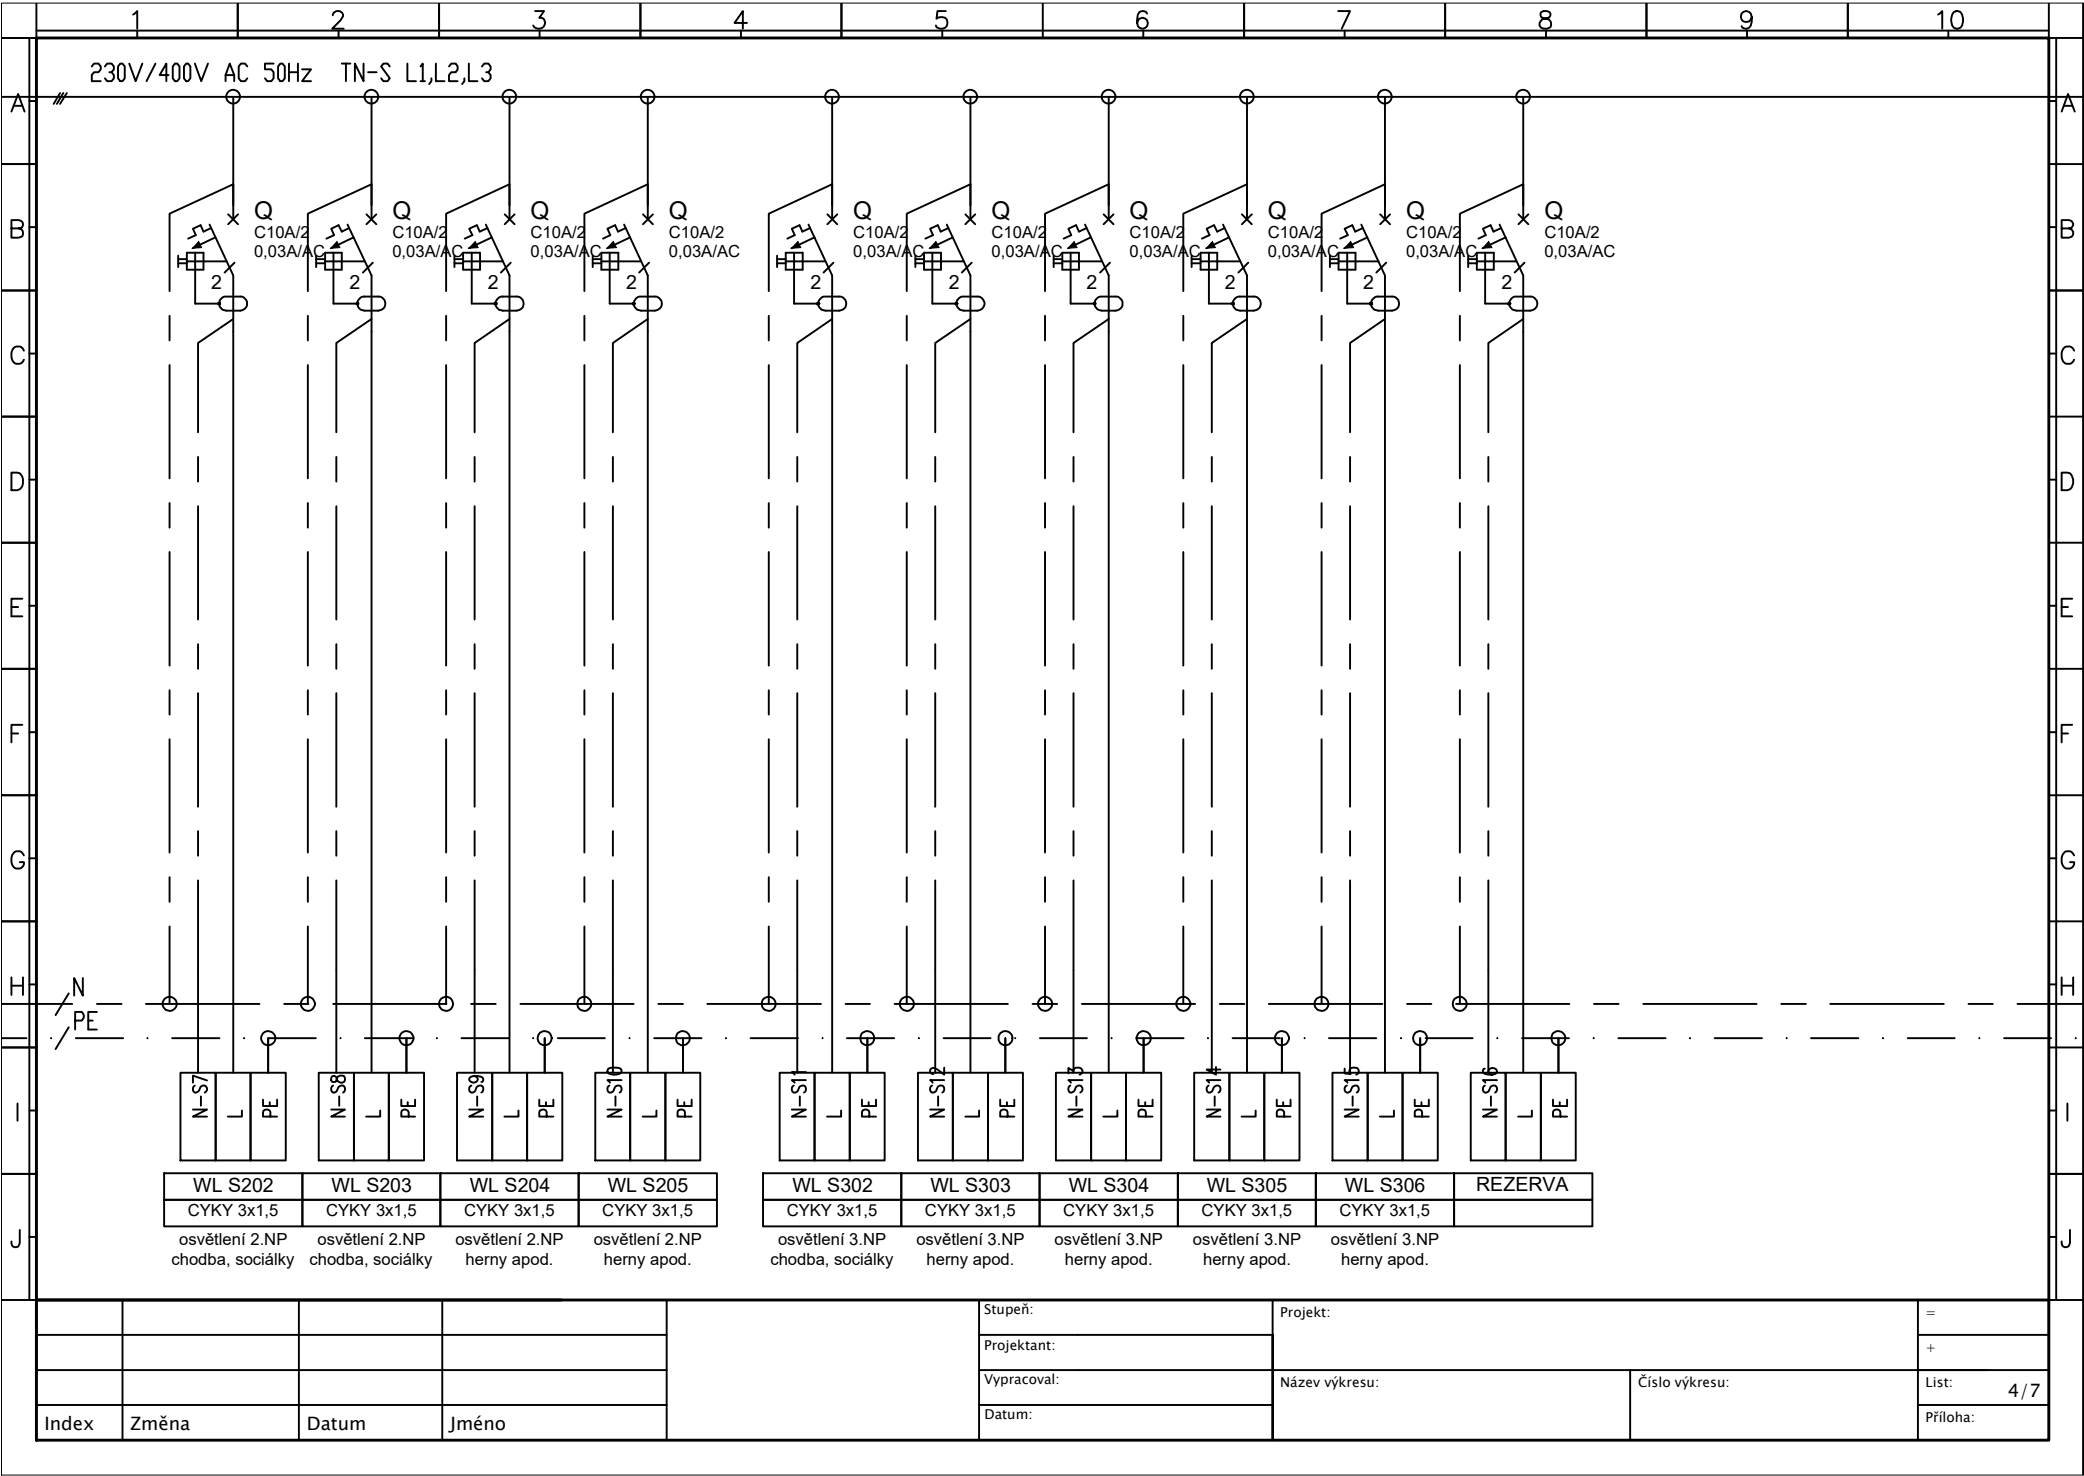 1 2 3 4 5 6 7 8 9 10
230V/400V AC 50Hz TN-S L1,L2,L3
A A
B B
C C
D D
E E
F F
G G
H H
I I
J J
Q Q Q Q Q Q Q Q Q Q
C10A/2 C10A/2 C10A/2 C10A/2 C10A/2 C10A/2 C10A/2 C10A/2 C10A/2 C10A/2
0,03A/AC 0,03A/AC 0,03A/AC 0,03A/AC 0,03A/AC 0,03A/AC 0,03A/AC 0,03A/AC 0,03A/AC 0,03A/AC
2 2 2 2 2 2 2 2 2 2
N
PE
N-S7 L PE N-S8 L PE N-S9 L PE N-S10 L PE N-S11 L PE N-S12 L PE N-S13 L PE N-S14 L PE N-S15 L PE N-S16 L PE
WL S202 WL S203 WL S204 WL S205 WL S302 WL S303 WL S304 WL S305 WL S306 REZERVA
CYKY 3x1,5 CYKY 3x1,5 CYKY 3x1,5 CYKY 3x1,5 CYKY 3x1,5 CYKY 3x1,5 CYKY 3x1,5 CYKY 3x1,5 CYKY 3x1,5
osvětlení 2.NP osvětlení 2.NP osvětlení 2.NP osvětlení 2.NP osvětlení 3.NP osvětlení 3.NP osvětlení 3.NP osvětlení 3.NP osvětlení 3.NP
chodba, sociálky chodba, sociálky herny apod. herny apod. chodba, sociálky herny apod. herny apod. herny apod. herny apod.
Stupeň: Projekt: =
Projektant: +
Vypracoval: Název výkresu: Číslo výkresu: List: 4/7
Index Změna Datum Jméno Datum: Příloha: